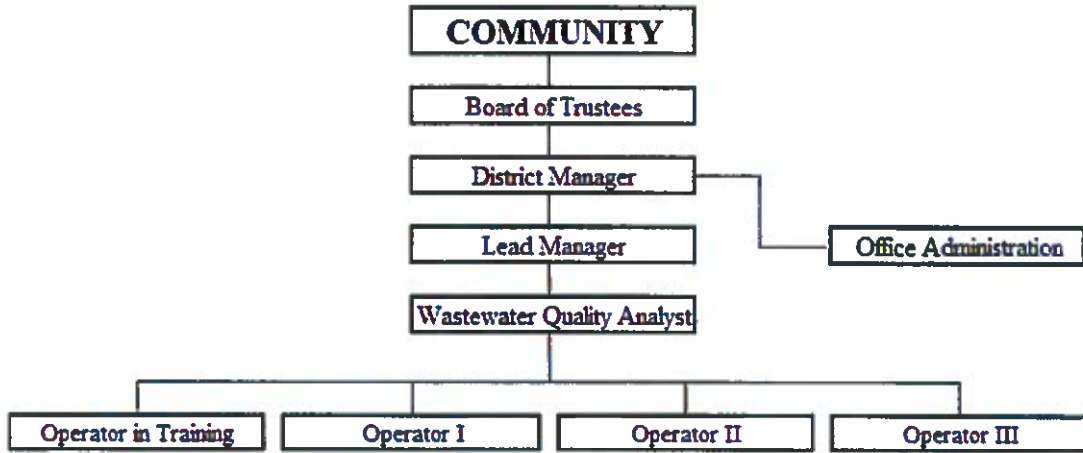 COMMUNITY
Board of Trustees
District Manager
Lead Manager
Office Administration
Wastewater Quality Analyst
Operator in Training
Operator I
Operator II
Operator III